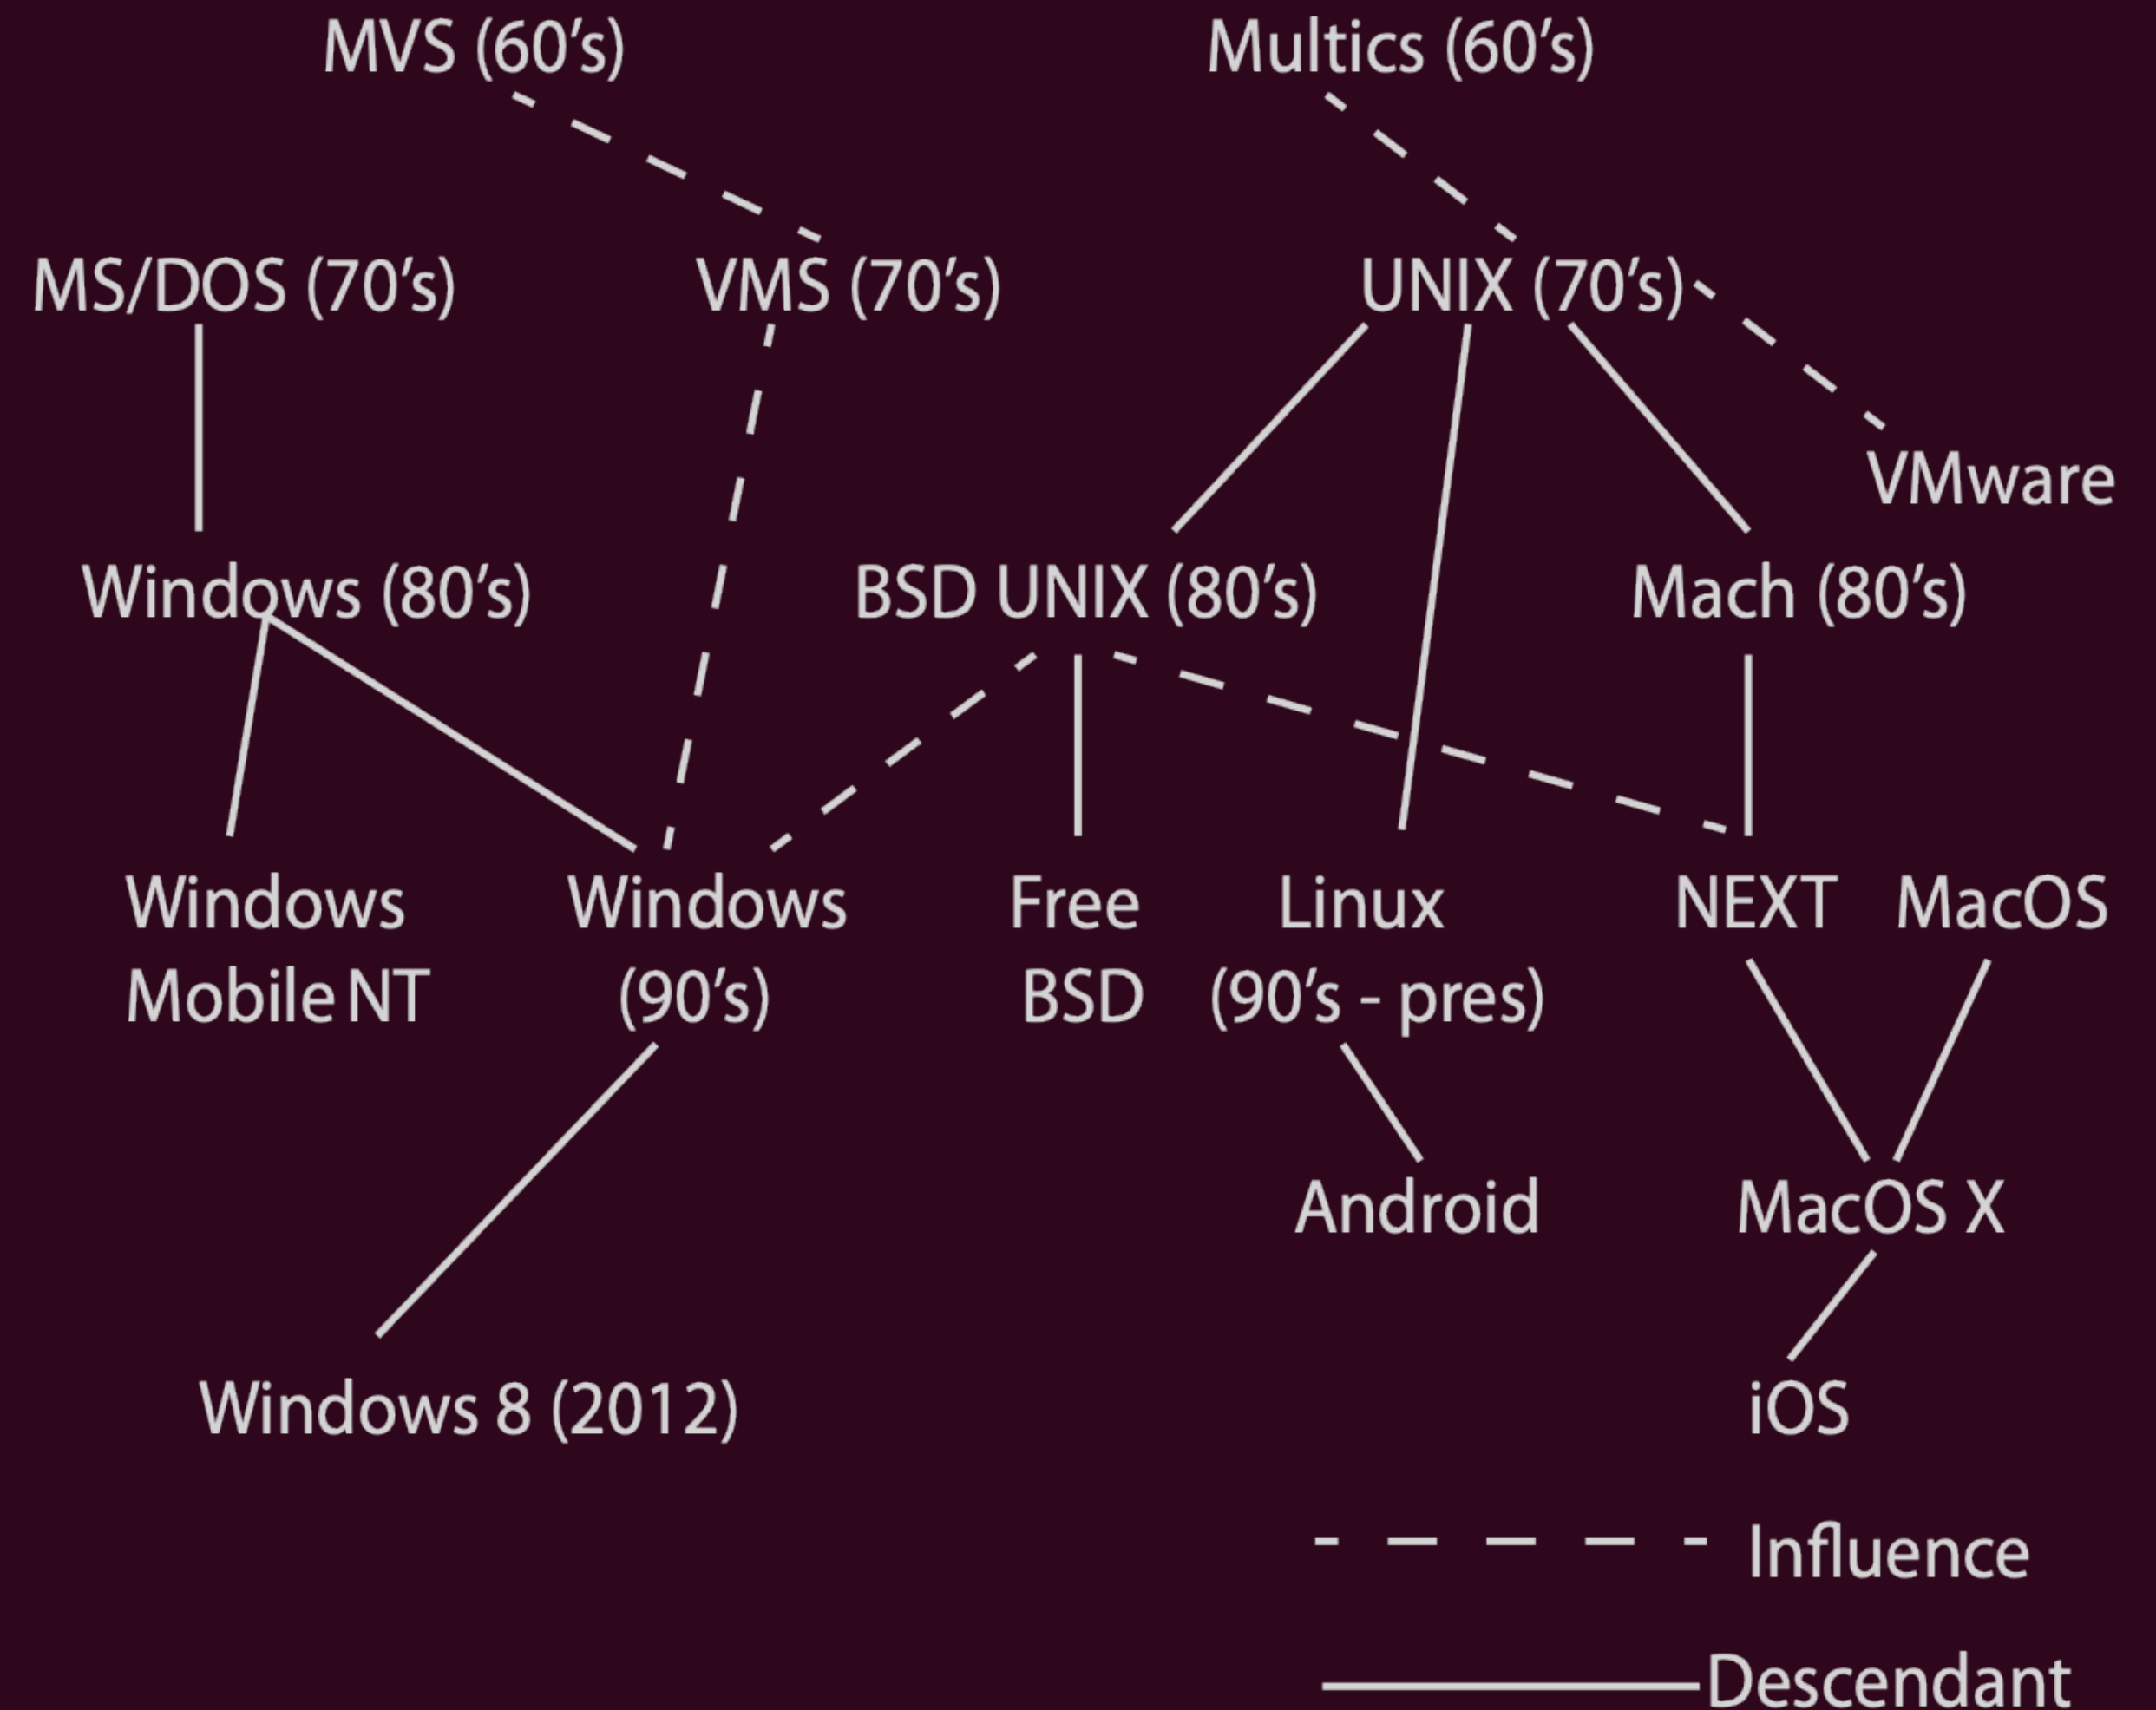 MVS (60's) Multics (60's)
MS/DOS (70's) VMS (70's) UNIX (70's)
VMware
Windows (80's) BSD UNIX (80's) Mach (80's)
Windows Windows Free Linux NEXT MacOS
Mobile NT (90's) BSD (90's - pres)
Android MacOS X
Windows 8 (2012) iOS
Influence
Descendant